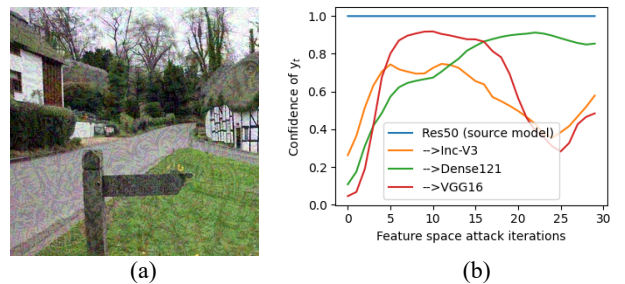 1.0
0.8
0.6
0.4
0.2
0.0
Confidence of yₜ
Res50 (source model)
-->Inc-V3
-->Dense121
-->VGG16
0 5 10 15 20 25 30
Feature space attack iterations
(a) (b)